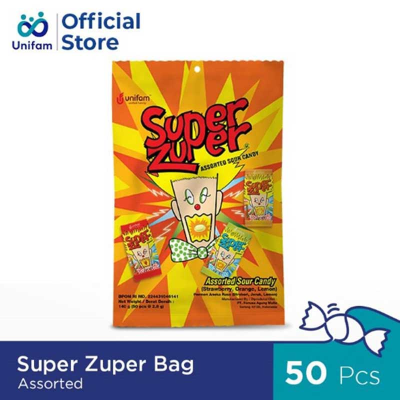 Unifam
Official
Store
unifam
Super
Zuper
ASSORTED SOUR CANDY
Super
Zuper
Super
Zuper
Super
Zuper
Assorted Sour Candy
(Strawberry, Orange, Lemon)
Super Zuper Bag
Assorted
50 Pcs